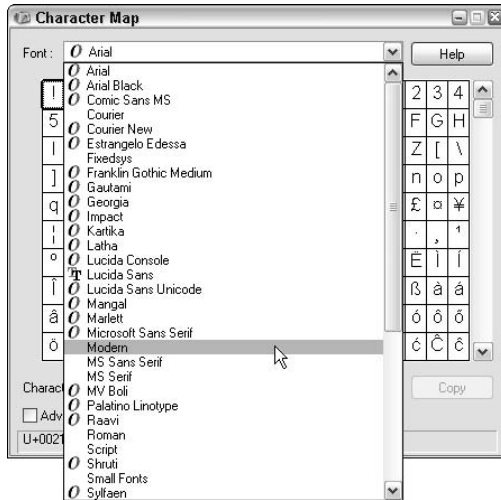 Character Map
Font : O Arial Help
O Arial
O Arial Black
O Comic Sans MS
Courier
O Courier New
O Estrangelo Edessa
Fixedsys
O Franklin Gothic Medium
O Gautami
O Georgia
O Impact
O Kartika
O Latha
O Lucida Console
T Lucida Sans
O Lucida Sans Unicode
O Mangal
O Marlett
O Microsoft Sans Serif
Modern
MS Sans Serif
MS Serif
O MV Boli
O Palatino Linotype
O Raavi
Roman
Script
O Shruti
Small Fonts
O Sylfaen
! 2 3 4
5 F G H
I Z [ \
] n o p
q £ ¤ ¥
¦ · ¸ ¹
º Ë Ì Í
Î ß à á
â ó ô ő
ö ć Ĉ ĉ
Charact Copy
Adv
U+0021